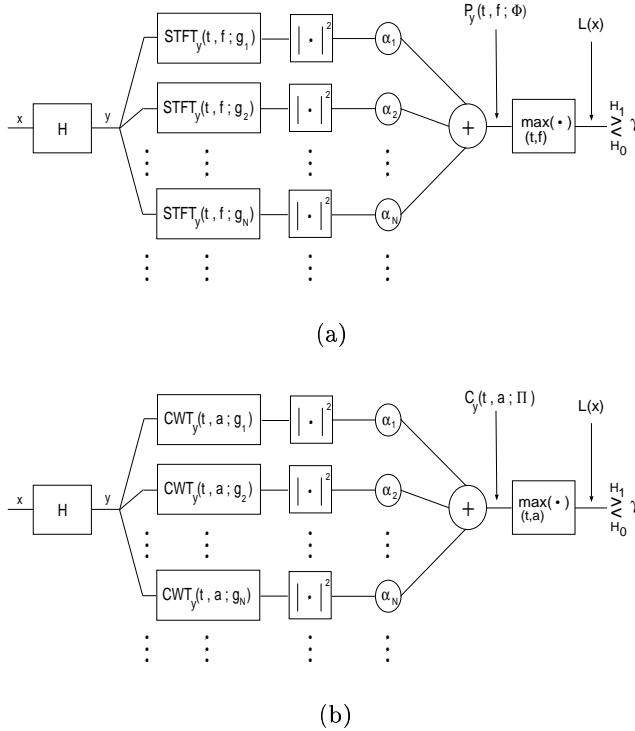 P_y(t , f ; Φ)
L(x)
STFT_y(t , f ; g_1) | · |^2 α_1
x H y STFT_y(t , f ; g_2) | · |^2 α_2 + max(·) (t,f) H_1 ≷ H_0 γ
STFT_y(t , f ; g_N) | · |^2 α_N
(a)
C_y(t , a ; Π)
L(x)
CWT_y(t , a ; g_1) | · |^2 α_1
x H y CWT_y(t , a ; g_2) | · |^2 α_2 + max(·) (t,a) H_1 ≷ H_0 γ
CWT_y(t , a ; g_N) | · |^2 α_N
(b)